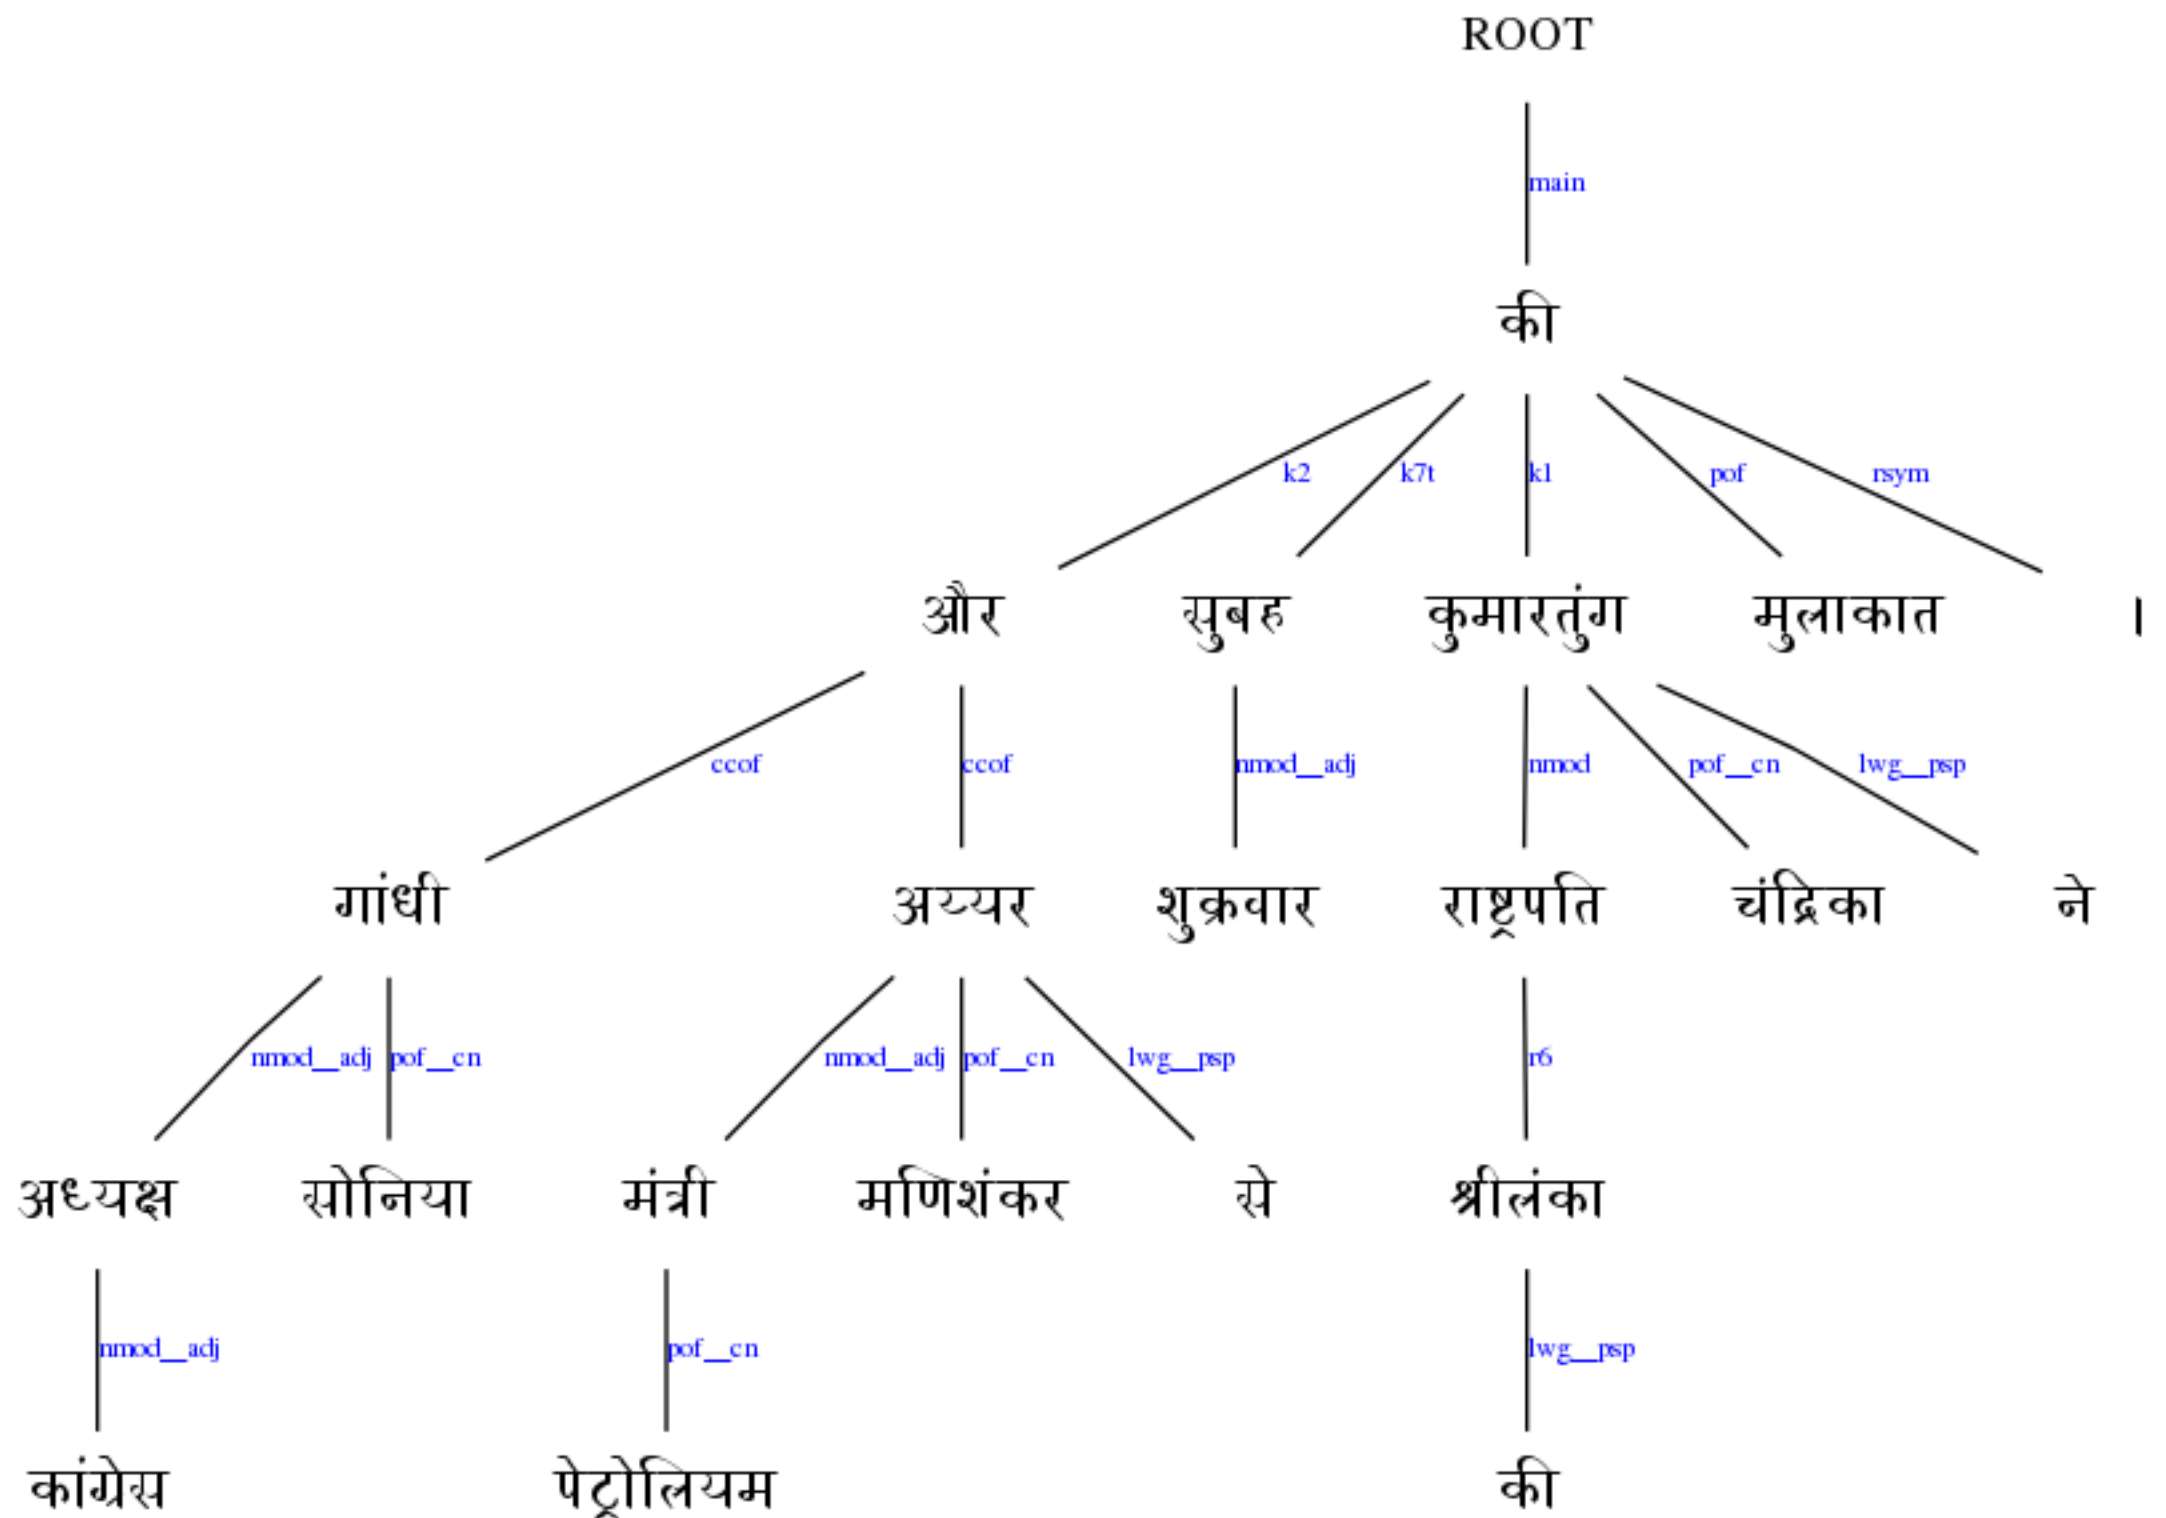 ROOT
main
की
k2 k7t k1 pof rsym
और सुबह कुमारतुंग मुलाकात ।
ccof ccof nmod__adj nmod pof__cn lwg__psp
गांधी अय्यर शुक्रवार राष्ट्रपति चंद्रिका ने
nmod__adj pof__cn nmod__adj pof__cn lwg__psp r6
अध्यक्ष सोनिया मंत्री मणिशंकर से श्रीलंका
nmod__adj pof__cn lwg__psp
कांग्रेस पेट्रोलियम की